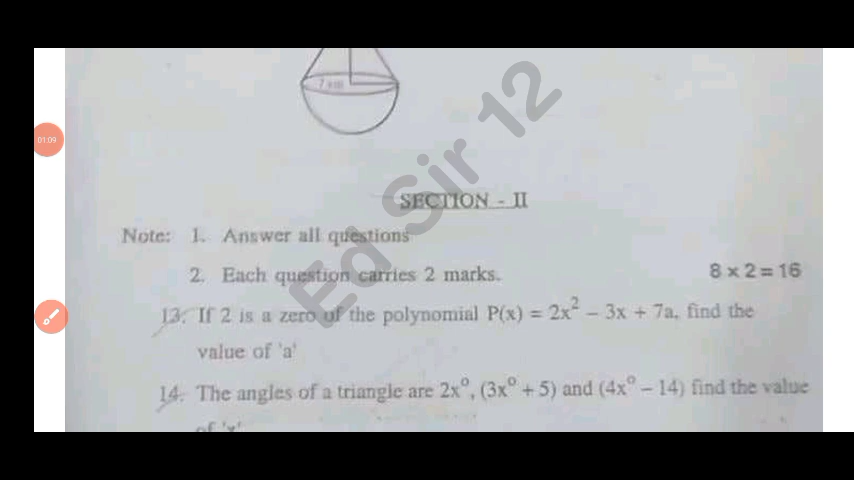 7 cm
01:09
Ed Sir 12
SECTION - II
Note: 1. Answer all questions
2. Each question carries 2 marks.
8 × 2 = 16
13. If 2 is a zero of the polynomial P(x) = 2x² – 3x + 7a, find the
value of 'a'
14. The angles of a triangle are 2x°, (3x° + 5) and (4x° – 14) find the value
of 'x'